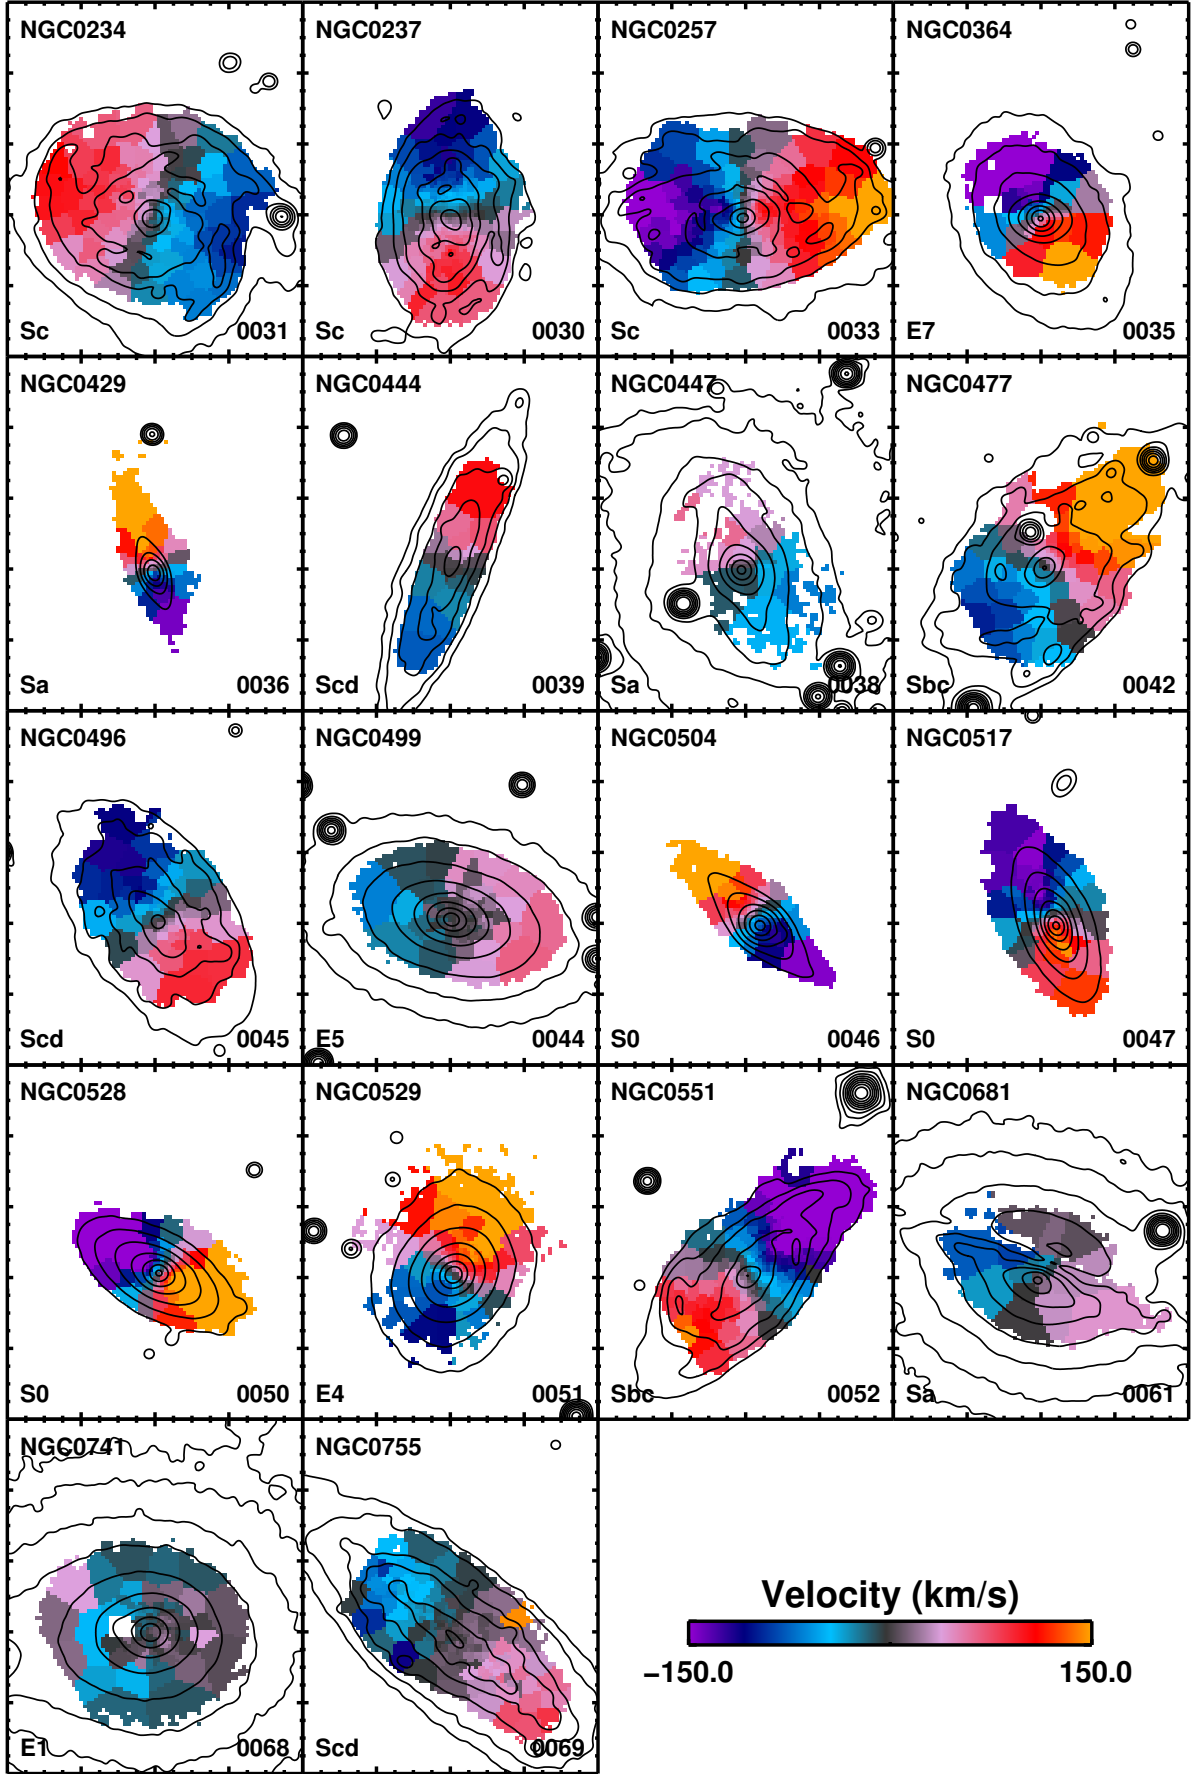 NGC0234 NGC0237 NGC0257 NGC0364
Sc 0031 Sc 0030 Sc 0033 E7 0035
NGC0429 NGC0444 NGC0447 NGC0477
Sa 0036 Scd 0039 Sa 0038 Sbc 0042
NGC0496 NGC0499 NGC0504 NGC0517
Scd 0045 E5 0044 S0 0046 S0 0047
NGC0528 NGC0529 NGC0551 NGC0681
S0 0050 E4 0051 Sbc 0052 Sa 0061
NGC0741 NGC0755
E1 0068 Scd 0069
Velocity (km/s)
−150.0 150.0